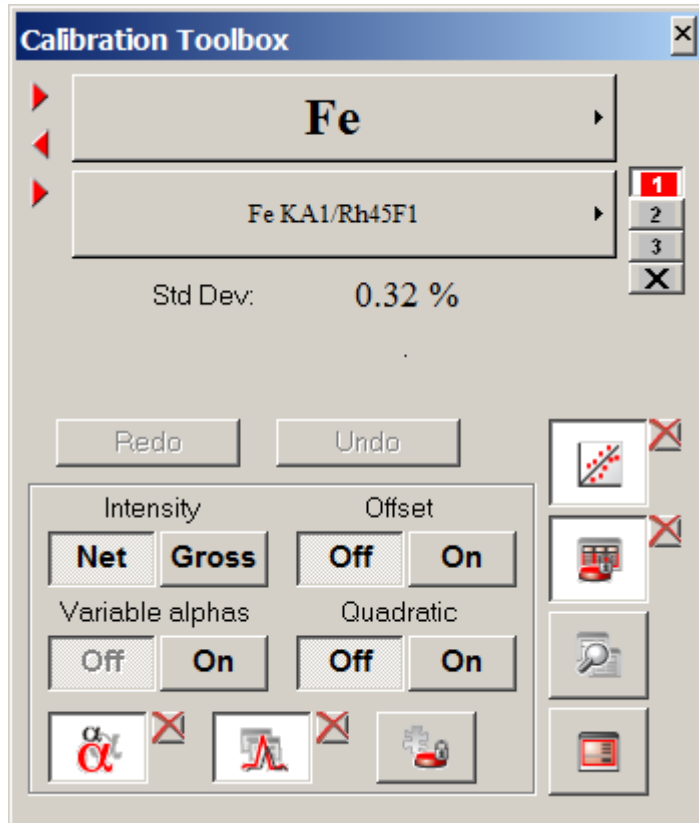 Calibration Toolbox
Fe
Fe KA1/Rh45F1
1
2
3
X
Std Dev: 0.32 %
Redo Undo
Intensity Offset
Net Gross Off On
Variable alphas Quadratic
Off On Off On
α α